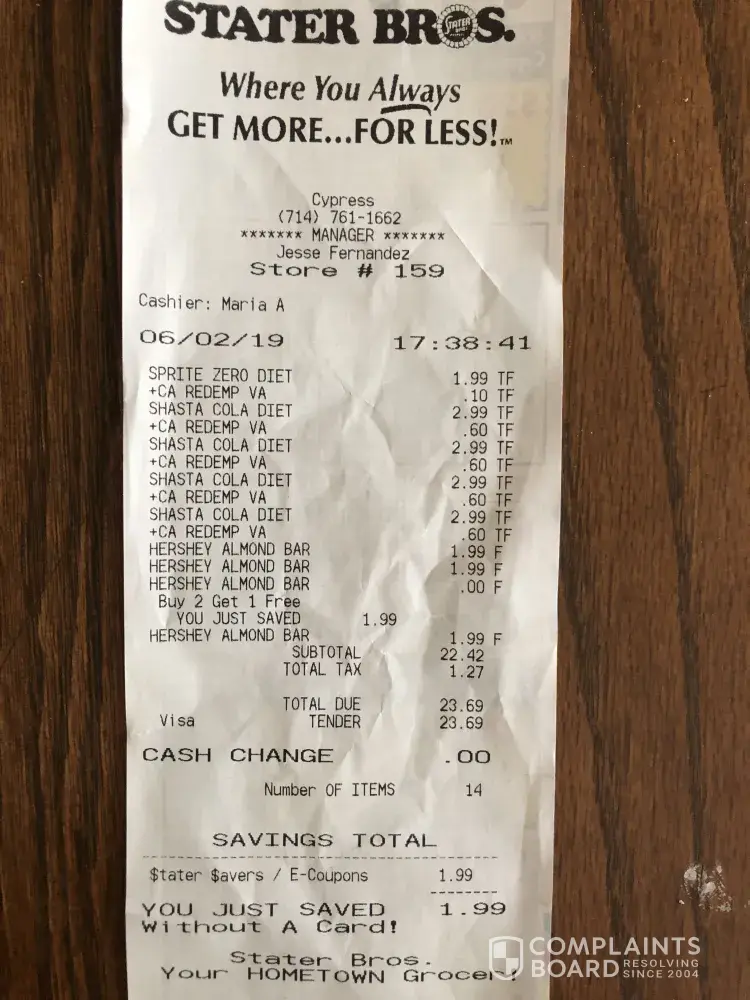 STATER BROS.
STATER BROS
Where You Always
GET MORE...FOR LESS!™
Cypress
(714) 761-1662
******* MANAGER *******
Jesse Fernandez
Store # 159
Cashier: Maria A
06/02/19 17:38:41
SPRITE ZERO DIET 1.99 TF
+CA REDEMP VA .10 TF
SHASTA COLA DIET 2.99 TF
+CA REDEMP VA .60 TF
SHASTA COLA DIET 2.99 TF
+CA REDEMP VA .60 TF
SHASTA COLA DIET 2.99 TF
+CA REDEMP VA .60 TF
SHASTA COLA DIET 2.99 TF
+CA REDEMP VA .60 TF
HERSHEY ALMOND BAR 1.99 F
HERSHEY ALMOND BAR 1.99 F
HERSHEY ALMOND BAR .00 F
Buy 2 Get 1 Free
YOU JUST SAVED 1.99
HERSHEY ALMOND BAR 1.99 F
SUBTOTAL 22.42
TOTAL TAX 1.27
TOTAL DUE 23.69
Visa TENDER 23.69
CASH CHANGE .00
Number OF ITEMS 14
SAVINGS TOTAL
$tater $avers / E-Coupons 1.99
YOU JUST SAVED 1.99
Without A Card!
Stater Bros.
Your HOMETOWN Grocer!
COMPLAINTS
BOARD RESOLVING
SINCE 2004